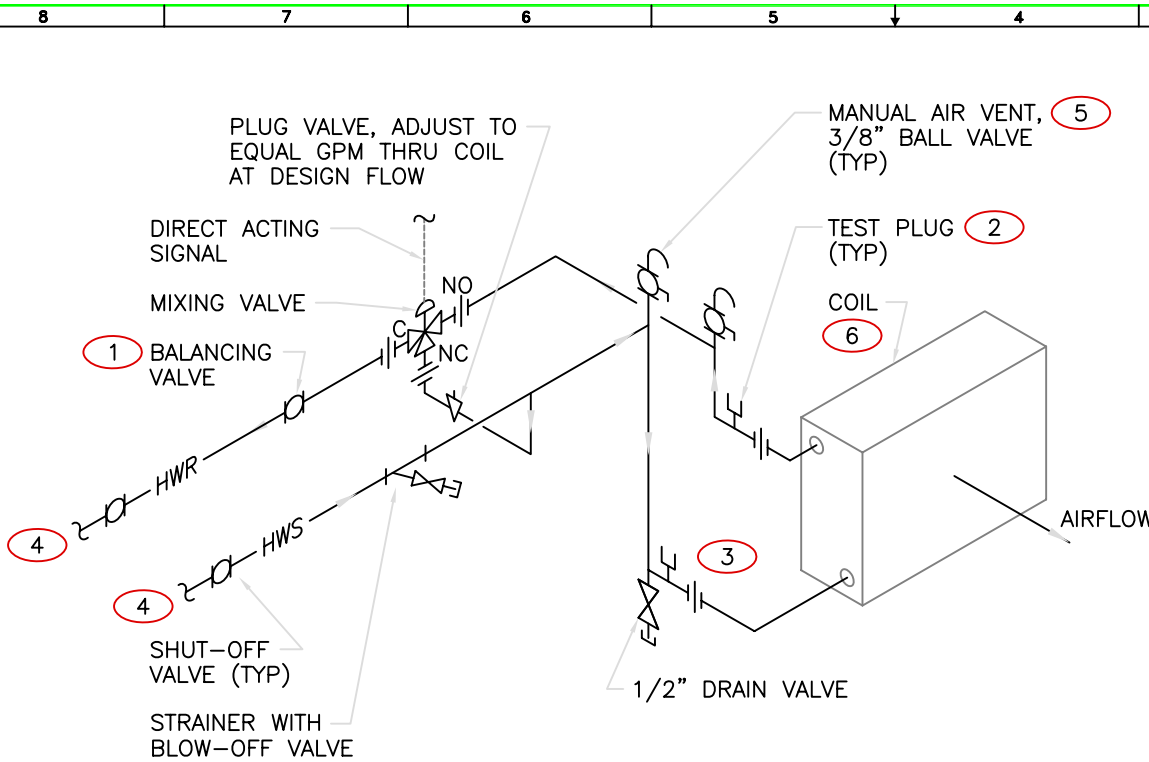 8 7 6 5 4
MANUAL AIR VENT, 5
3/8” BALL VALVE
(TYP)
PLUG VALVE, ADJUST TO
EQUAL GPM THRU COIL
AT DESIGN FLOW
DIRECT ACTING
SIGNAL
TEST PLUG 2
(TYP)
MIXING VALVE
NO
C
NC
COIL
6
1 BALANCING
VALVE
HWR
4
HWS
4
AIRFLOW
3
SHUT-OFF
VALVE (TYP)
1/2” DRAIN VALVE
STRAINER WITH
BLOW-OFF VALVE